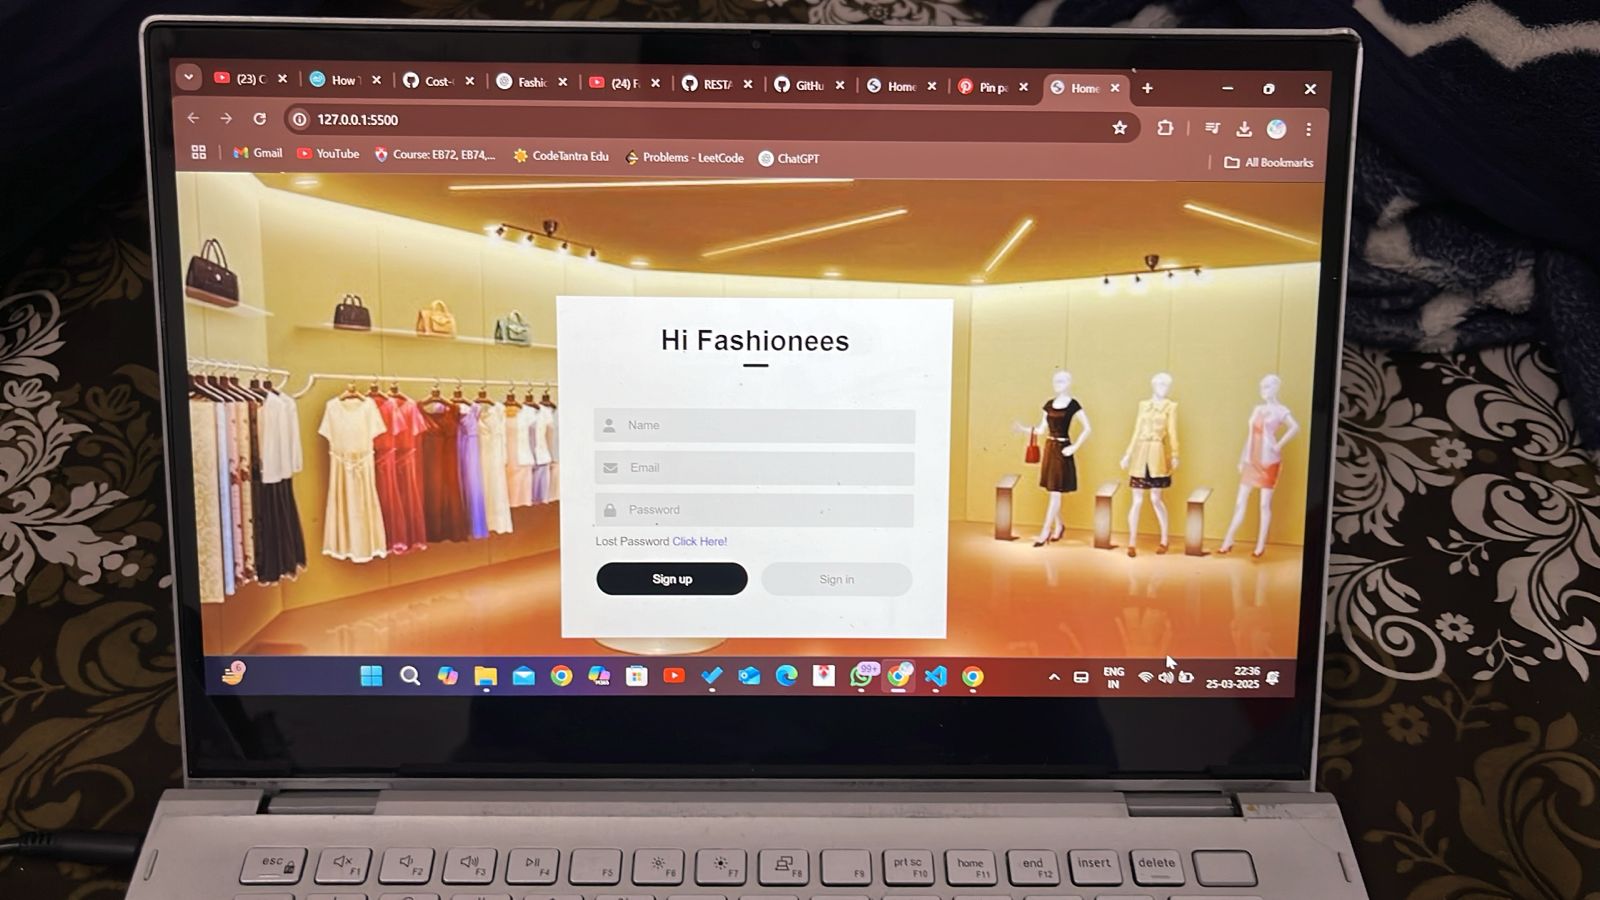 (23) C
How
Cost-
Fashic
(24) F
RESTA
GitHu
Home
Pin pa
Home
127.0.0.1:5500
Gmail
YouTube
Course: EB72, EB74,...
CodeTantra Edu
Problems - LeetCode
ChatGPT
All Bookmarks
Hi Fashionees
Name
Email
Password
Lost Password Click Here!
Sign up
Sign in
6
99+
ENG
IN
22:36
25-03-2025
esc
F1
F2
F3
F4
F5
F6
F7
F8
F9
prt sc
F10
home
F11
end
F12
insert
delete